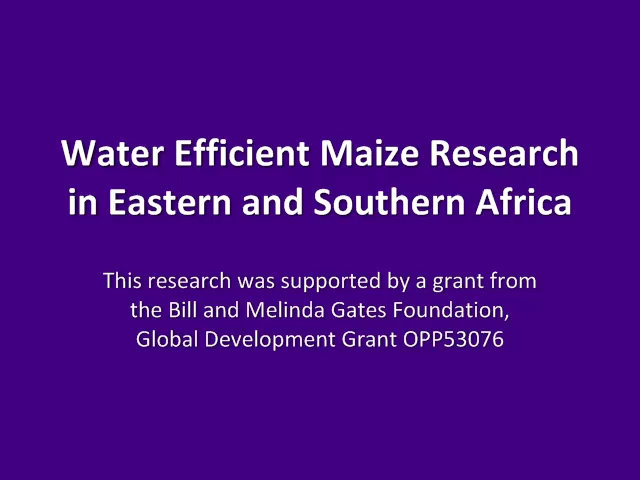 Water Efficient Maize Research
in Eastern and Southern Africa
This research was supported by a grant from
the Bill and Melinda Gates Foundation,
Global Development Grant OPP53076